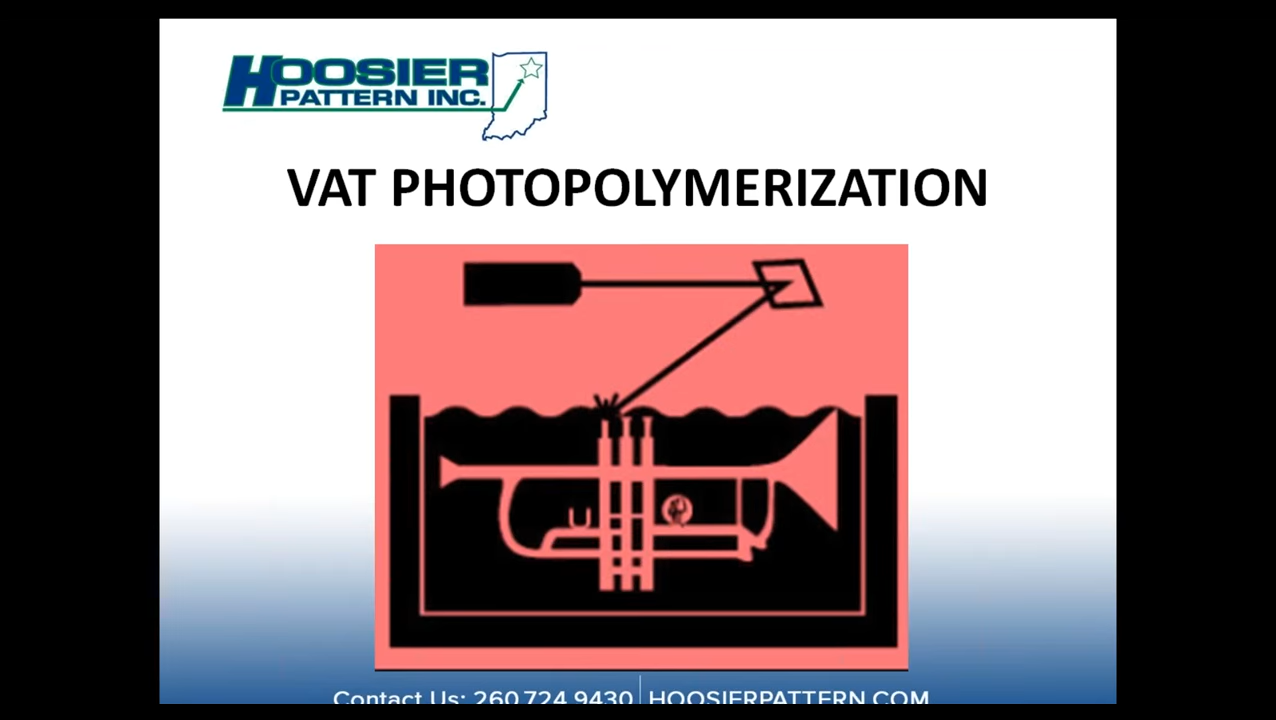 HOOSIER
PATTERN INC.
VAT PHOTOPOLYMERIZATION
Contact Us: 260.724.9430 | HOOSIERPATTERN.COM